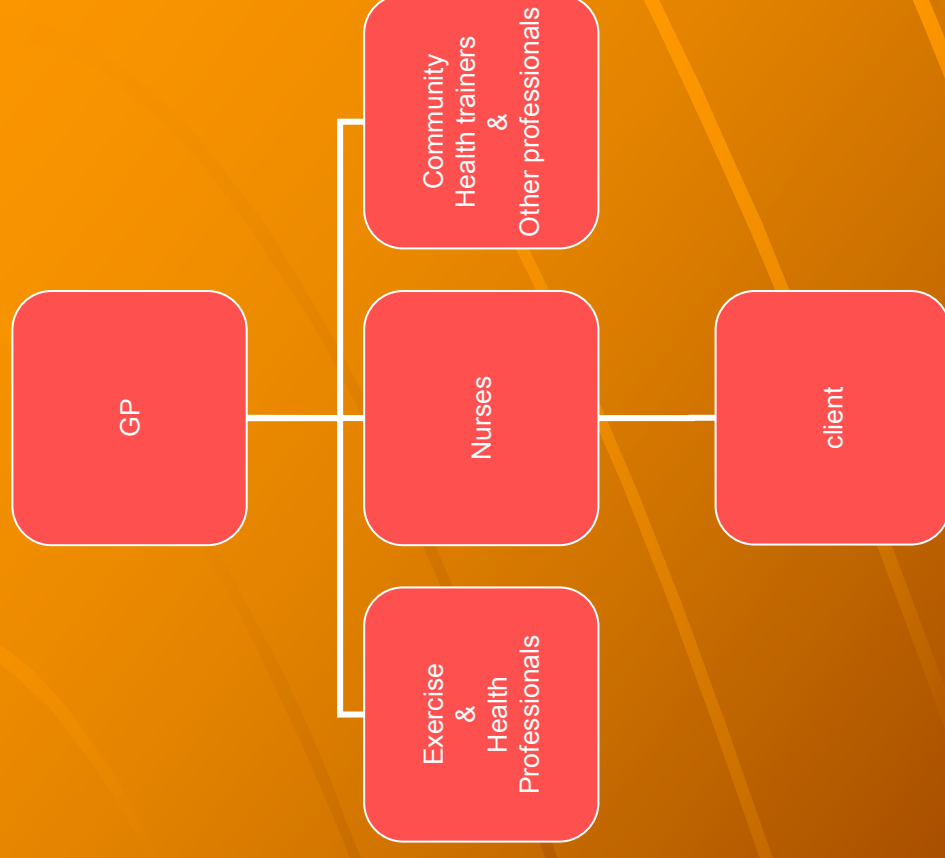 GP
Exercise
&
Health
Professionals
Nurses
Community
Health trainers
&
Other professionals
client